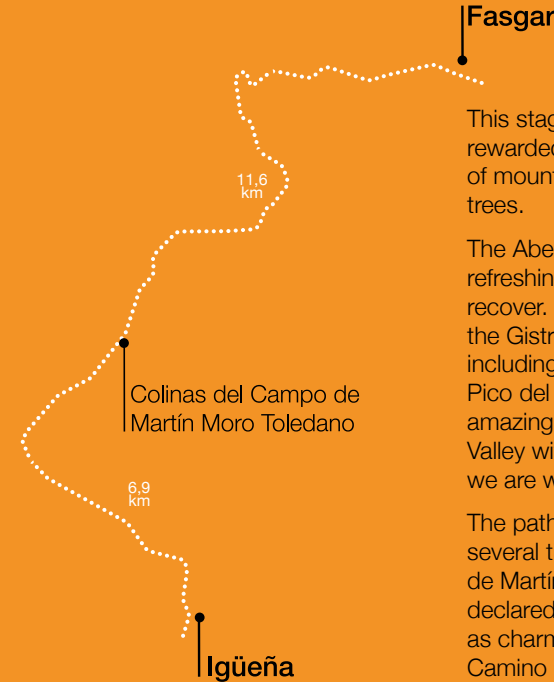 Fasgar
11,6
km
Colinas del Campo de
Martín Moro Toledano
6,9
km
Igüeña
This stag
rewarded
of mount
trees.
The Abe
refreshin
recover.
the Gistr
including
Pico del
amazing
Valley wi
we are w
The path
several t
de Martín
declared
as charm
Camino